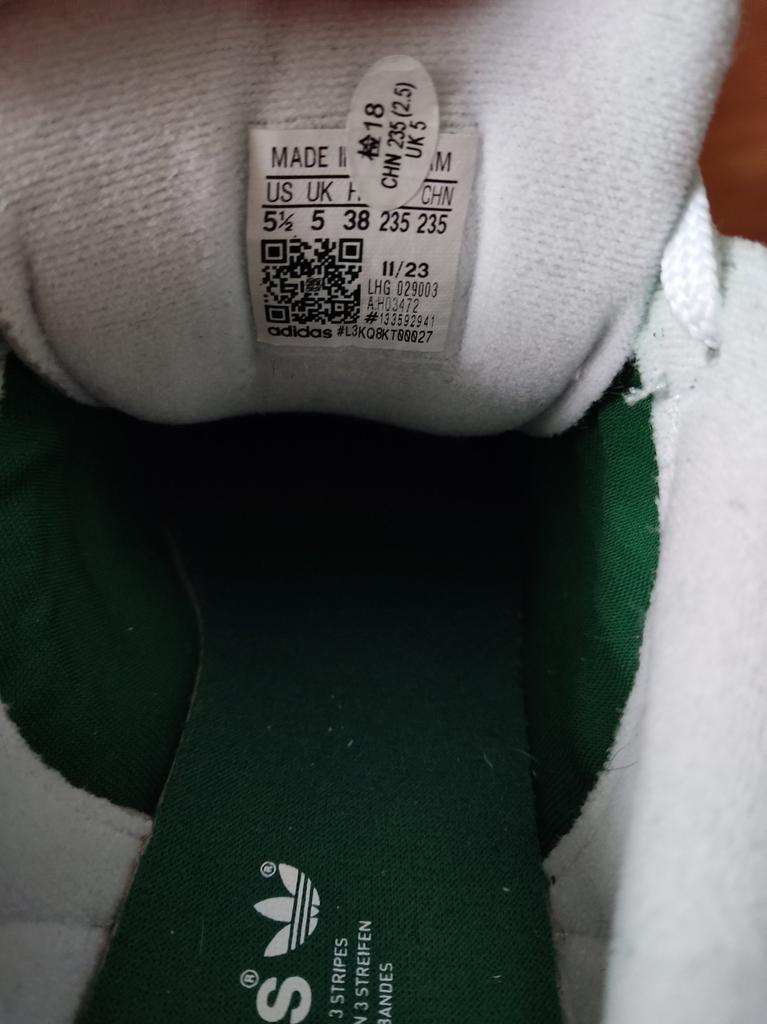 检18
CHN 235 (2.5)
UK 5
MADE
US UK CHN
5½ 5 38 235 235
11/23
LHG 029003
A:H03472
#133592941
adidas #L3KQ8KT00027
®
®
3 STRIPES
3 STREIFEN
BANDES